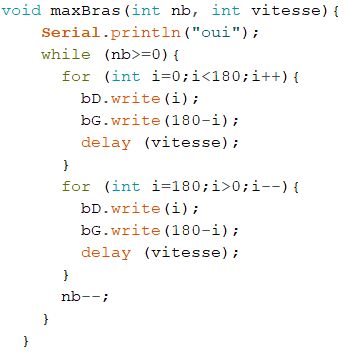 void maxBras(int nb, int vitesse){
Serial.println("oui");
while (nb>=0){
for (int i=0;i<180;i++){
bD.write(i);
bG.write(180-i);
delay (vitesse);
}
for (int i=180;i>0;i--){
bD.write(i);
bG.write(180-i);
delay (vitesse);
}
nb--;
}
}